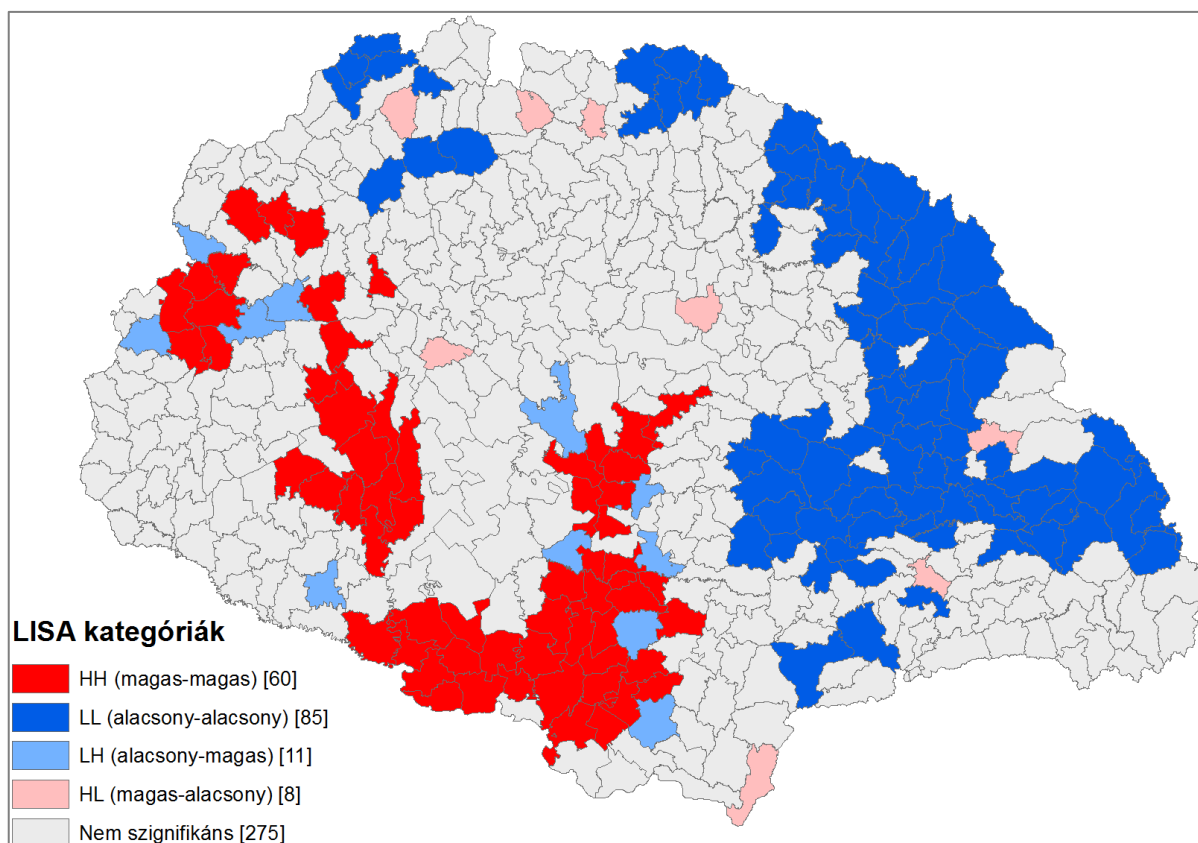 LISA kategóriák
HH (magas-magas) [60]
LL (alacsony-alacsony) [85]
LH (alacsony-magas) [11]
HL (magas-alacsony) [8]
Nem szignifikáns [275]